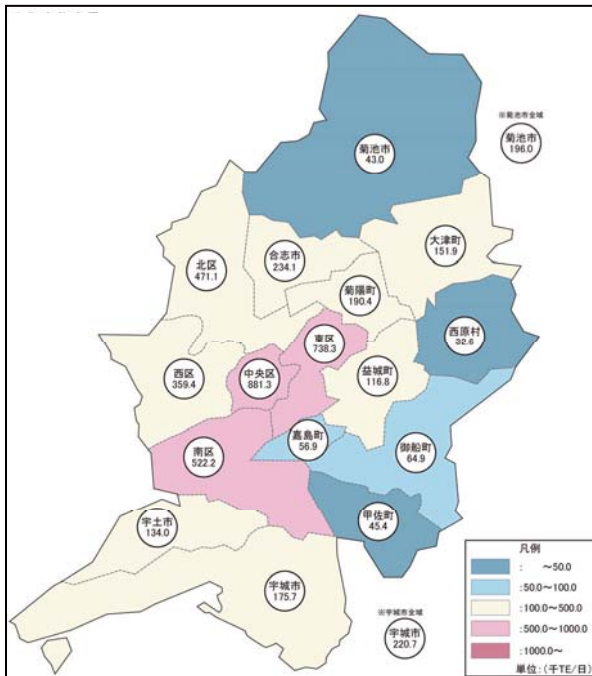 ※菊池市全域
菊池市
196.0
菊池市
43.0
大津町
151.9
北区
471.1
合志市
234.1
菊陽町
190.4
東区
738.3
西原村
32.6
西区
359.4
中央区
881.3
益城町
116.8
嘉島町
56.9
御船町
64.9
南区
522.2
甲佐町
45.4
宇土市
134.0
宇城市
175.7
※宇城市全域
宇城市
220.7
凡例
: ～50.0
:50.0～100.0
:100.0～500.0
:500.0～1000.0
:1000.0～
単位:(千TE/日)